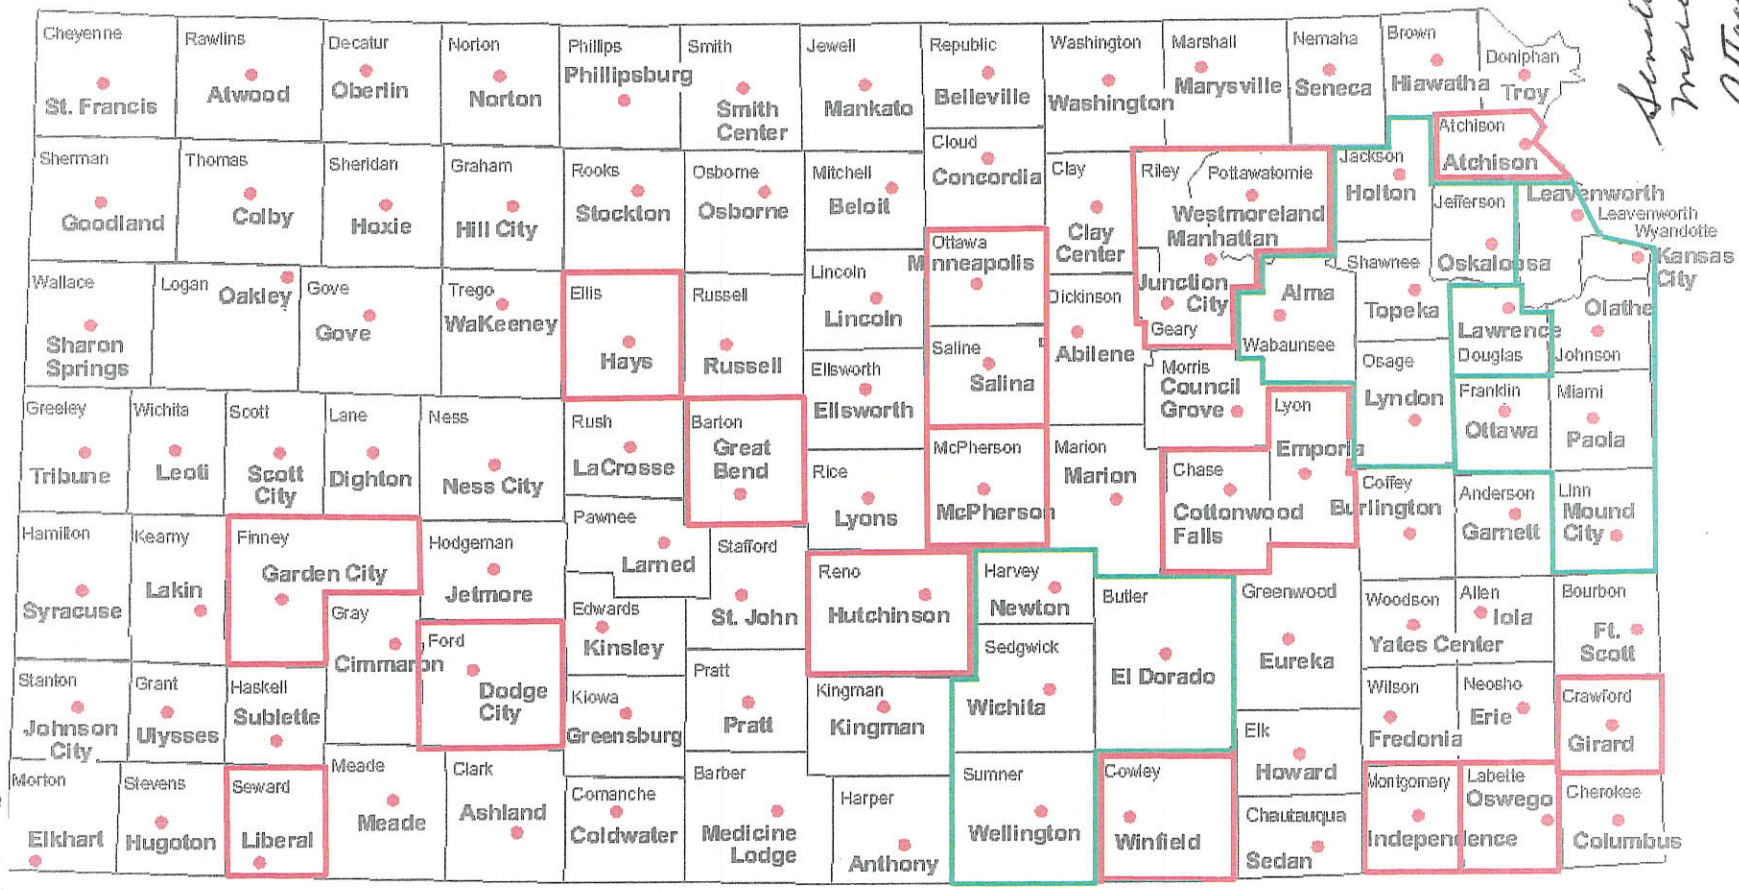 Cheyenne
St. Francis
Rawlins
Atwood
Decatur
Oberlin
Norton
Norton
Phillips
Phillipsburg
Smith
Smith
Center
Jewell
Mankato
Republic
Belleville
Washington
Washington
Marshall
Marysville
Nemaha
Seneca
Brown
Hiawatha
Doniphan
Troy
Atchison
Atchison
Sherman
Goodland
Thomas
Colby
Sheridan
Hoxie
Graham
Hill City
Rooks
Stockton
Osborne
Osborne
Mitchell
Beloit
Cloud
Concordia
Clay
Clay
Center
Riley
Pottawatomie
Westmoreland
Manhattan
Jackson
Holton
Jefferson
Oskaloosa
Leavenworth
Leavenworth
Wyandotte
Kansas
City
Wallace
Sharon
Springs
Logan
Oakley
Gove
Gove
Trego
WaKeeney
Ellis
Hays
Russell
Russell
Lincoln
Lincoln
Ottawa
Minneapolis
Saline
Salina
Dickinson
Abilene
Junction
City
Geary
Alma
Wabaunsee
Shawnee
Topeka
Lawrence
Douglas
Olathe
Johnson
Greeley
Tribune
Wichita
Leoti
Scott
Scott
City
Lane
Dighton
Ness
Ness City
Rush
LaCrosse
Barton
Great
Bend
Ellsworth
Ellsworth
Rice
Lyons
McPherson
McPherson
Marion
Marion
Morris
Council
Grove
Chase
Cottonwood
Falls
Lyon
Emporia
Osage
Lyndon
Franklin
Ottawa
Miami
Paola
Coffey
Burlington
Anderson
Garnett
Linn
Mound
City
Hamilton
Syracuse
Kearny
Lakin
Finney
Garden City
Hodgeman
Jetmore
Pawnee
Larned
Stafford
St. John
Edwards
Kinsley
Gray
Cimmaron
Ford
Dodge
City
Reno
Hutchinson
Harvey
Newton
Sedgwick
Wichita
Butler
El Dorado
Greenwood
Eureka
Woodson
Yates Center
Allen
Iola
Bourbon
Ft.
Scott
Stanton
Johnson
City
Grant
Ulysses
Haskell
Sublette
Kiowa
Greensburg
Pratt
Pratt
Kingman
Kingman
Elk
Howard
Wilson
Fredonia
Neosho
Erie
Crawford
Girard
Morton
Elkhart
Stevens
Hugoton
Seward
Liberal
Meade
Meade
Clark
Ashland
Comanche
Coldwater
Barber
Medicine
Lodge
Harper
Anthony
Sumner
Wellington
Cowley
Winfield
Chautauqua
Sedan
Montgomery
Independence
Labette
Oswego
Cherokee
Columbus